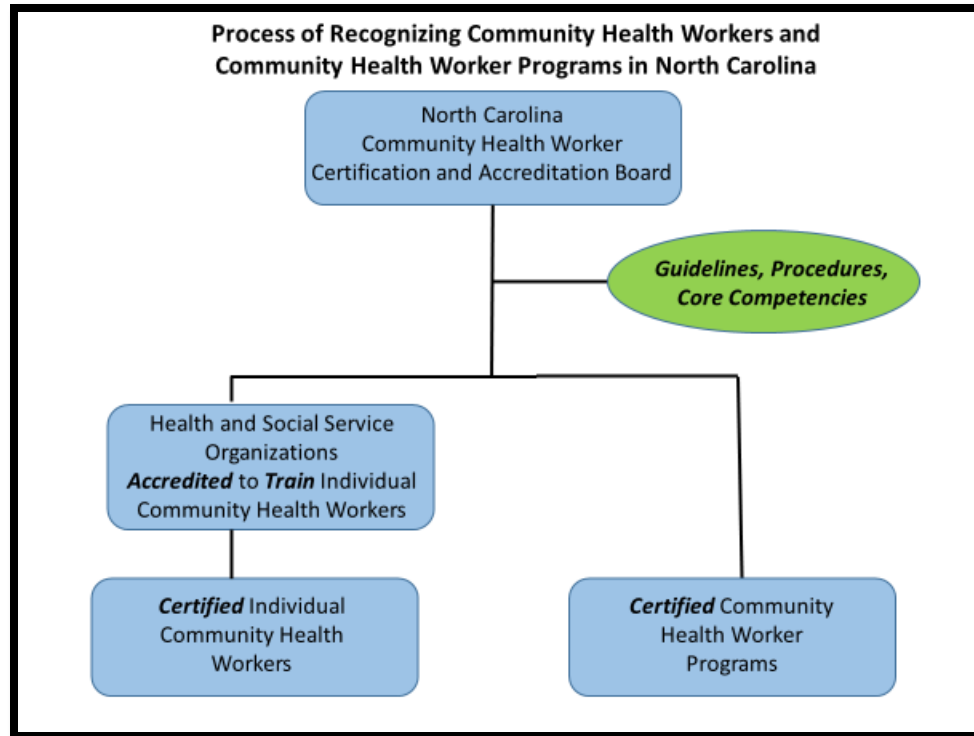 Process of Recognizing Community Health Workers and
Community Health Worker Programs in North Carolina
North Carolina
Community Health Worker
Certification and Accreditation Board
Guidelines, Procedures,
Core Competencies
Health and Social Service
Organizations
Accredited to Train Individual
Community Health Workers
Certified Individual
Community Health
Workers
Certified Community
Health Worker
Programs